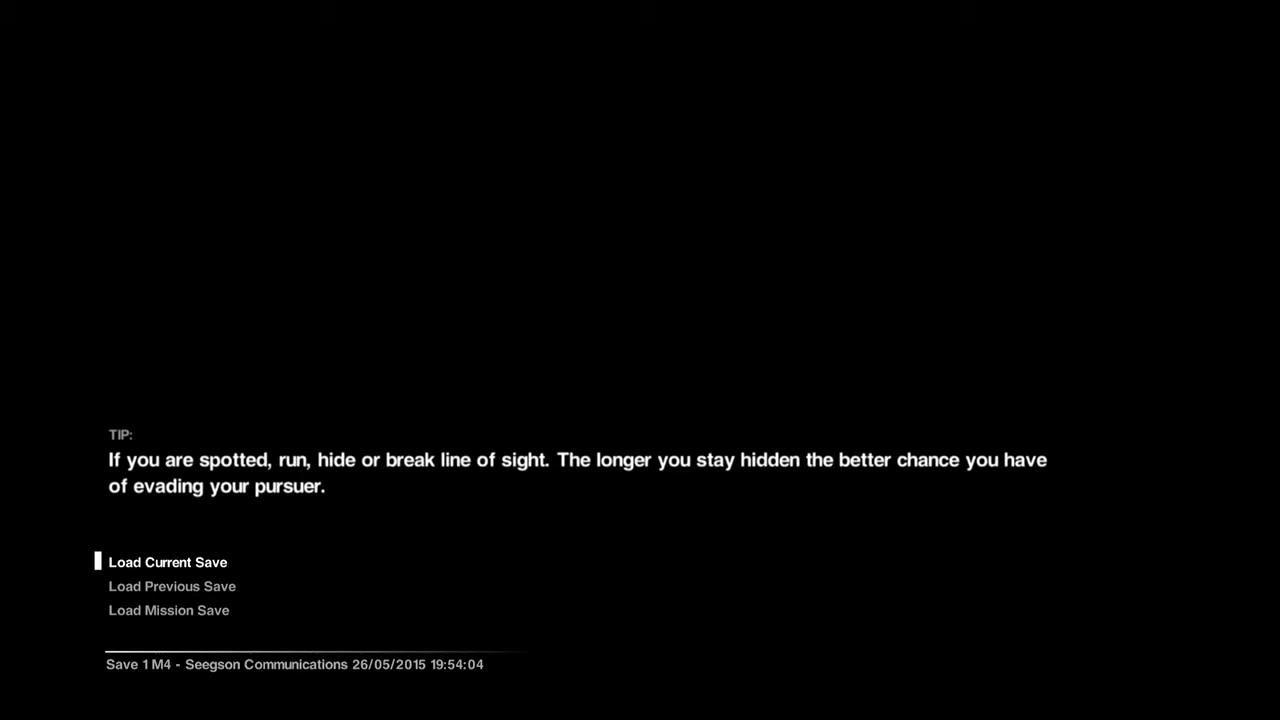 TIP:
If you are spotted, run, hide or break line of sight. The longer you stay hidden the better chance you have
of evading your pursuer.
Load Current Save
Load Previous Save
Load Mission Save
Save 1 M4 - Seegson Communications 26/05/2015 19:54:04